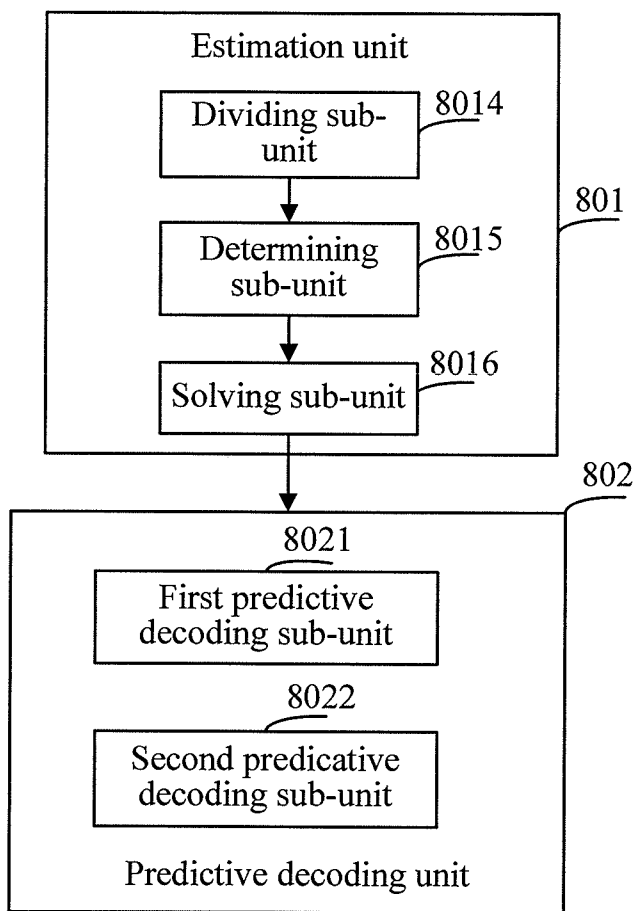 Estimation unit
8014
Dividing sub-
unit
801
8015
Determining
sub-unit
8016
Solving sub-unit
802
8021
First predictive
decoding sub-unit
8022
Second predicative
decoding sub-unit
Predictive decoding unit